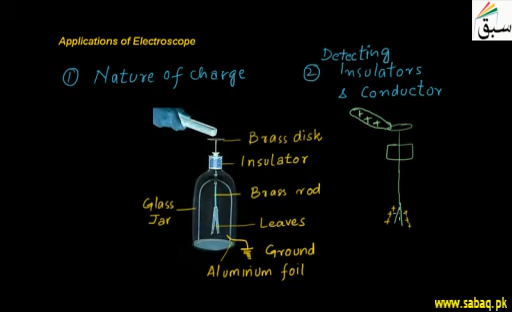 Applications of Electroscope
سبق
① Nature of charge
② Detecting
Insulators
& Conductor
Brass disk
Insulator
Brass rod
Glass
Jar
Leaves
Ground
Aluminum foil
+ + +
+ +
+ +
+ +
www.sabaq.pk